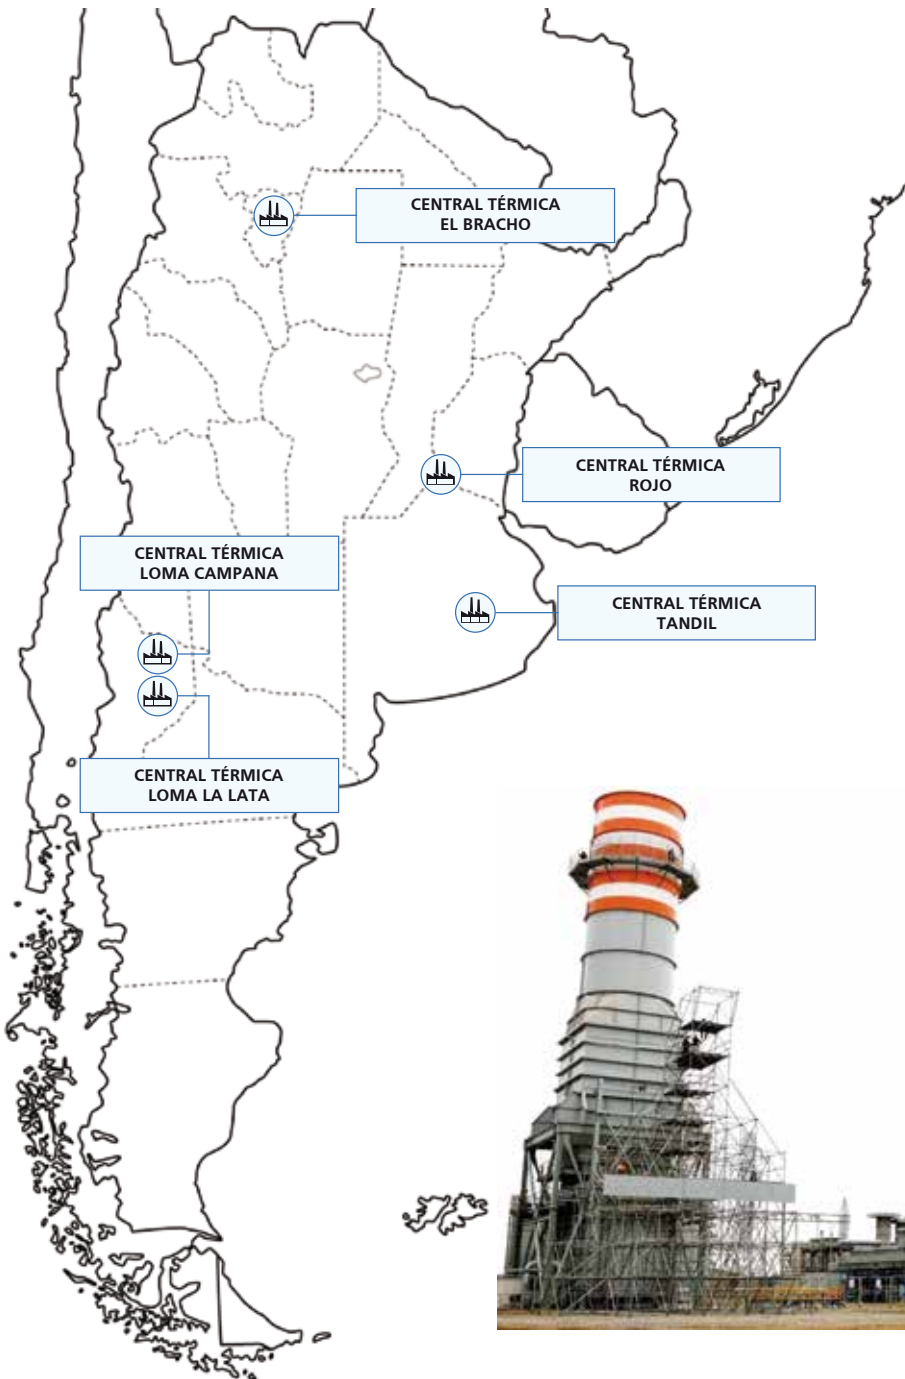 CENTRAL TÉRMICA
EL BRACHO
CENTRAL TÉRMICA
ROJO
CENTRAL TÉRMICA
LOMA CAMPANA
CENTRAL TÉRMICA
TANDIL
CENTRAL TÉRMICA
LOMA LA LATA